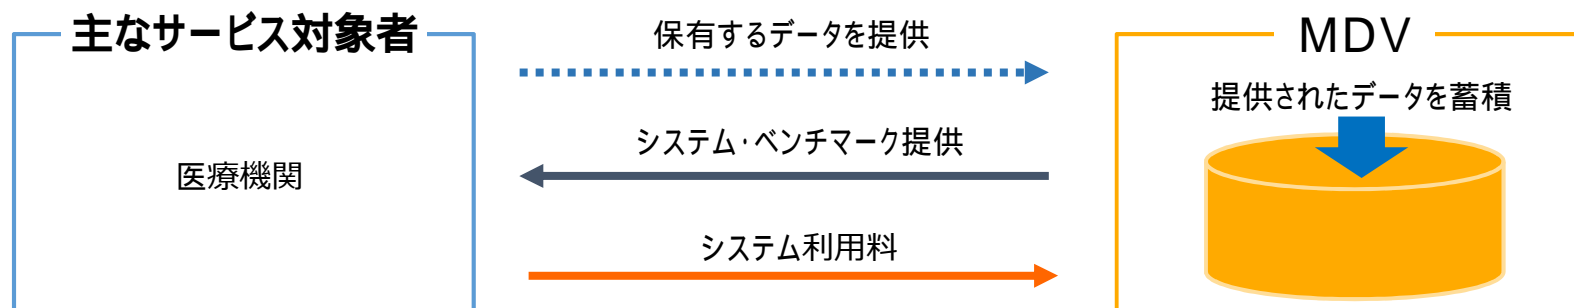 主なサービス対象者
保有するデータを提供
MDV
提供されたデータを蓄積
システム・ベンチマーク提供
医療機関
システム利用料